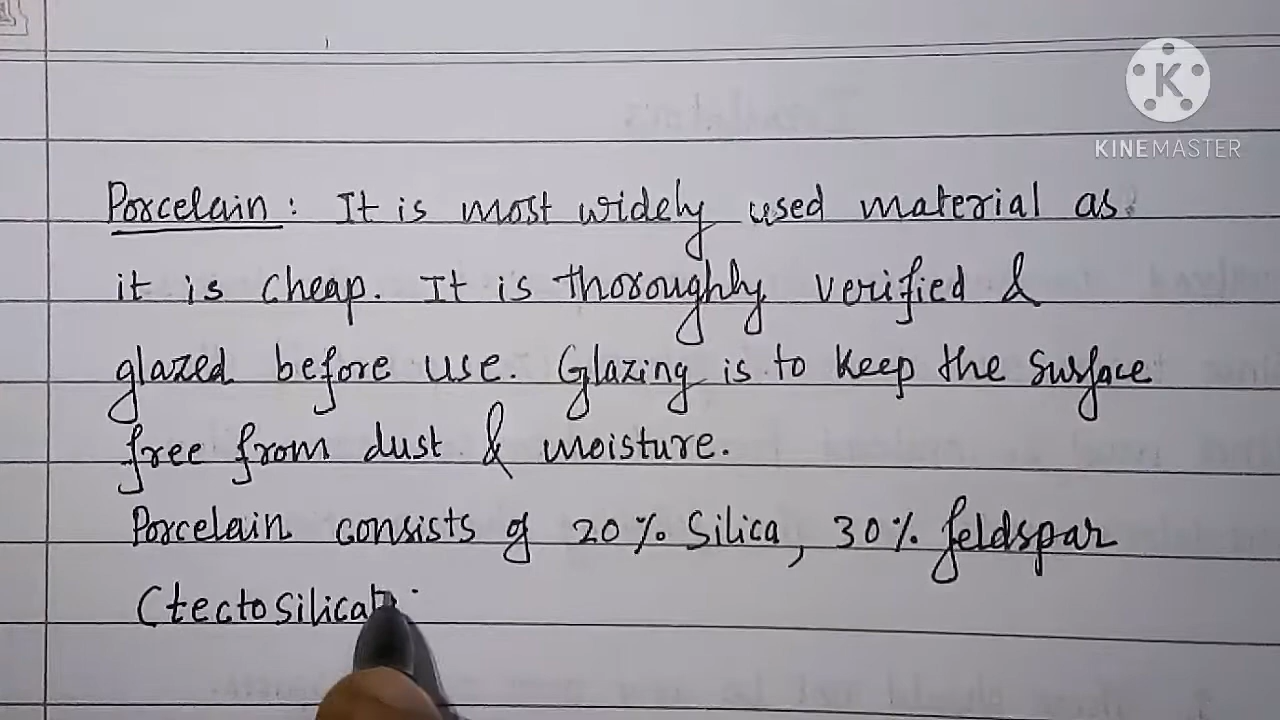 KINEMASTER
Porcelain : It is most widely used material as
it is cheap. It is thoroughly verified &
glazed before use. Glazing is to keep the surface
free from dust & moisture.
Porcelain consists of 20% Silica, 30% feldspar
(tectosilicat